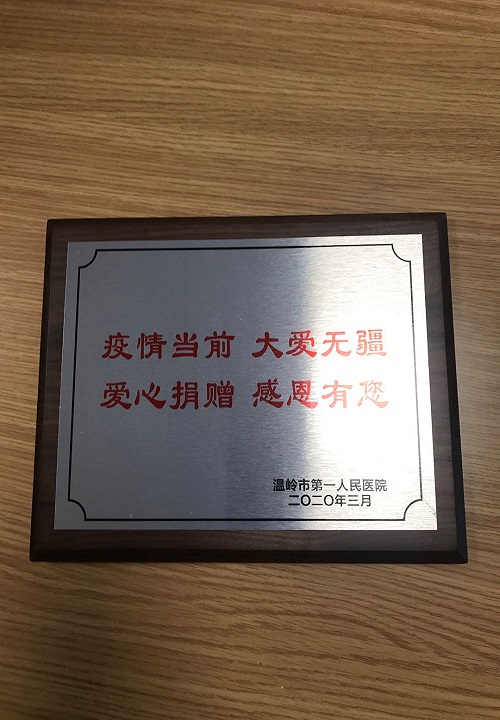 疫情当前 大爱无疆
爱心捐赠 感恩有您
温岭市第一人民医院
二〇二〇年三月